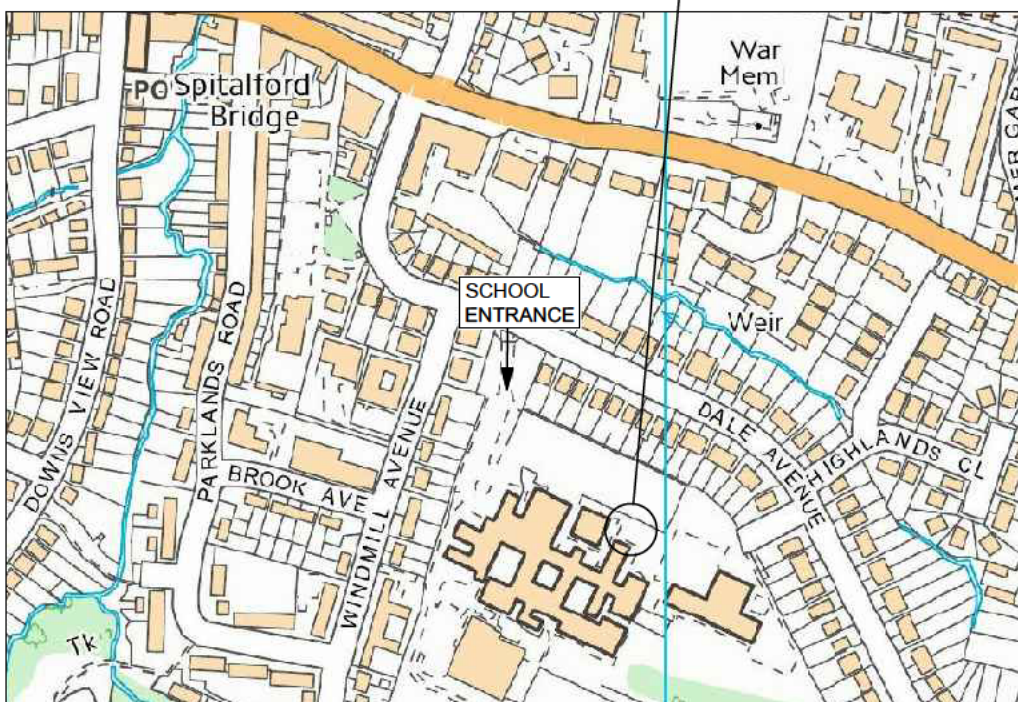 War
Meml
PO
Spitalford
Bridge
SCHOOL
ENTRANCE
Weir
DOWNS VIEW ROAD
PARKLANDS ROAD
WINDMILL AVENUE
BROOK AVE
DALE AVENUE
HIGHLANDS CL
Tk